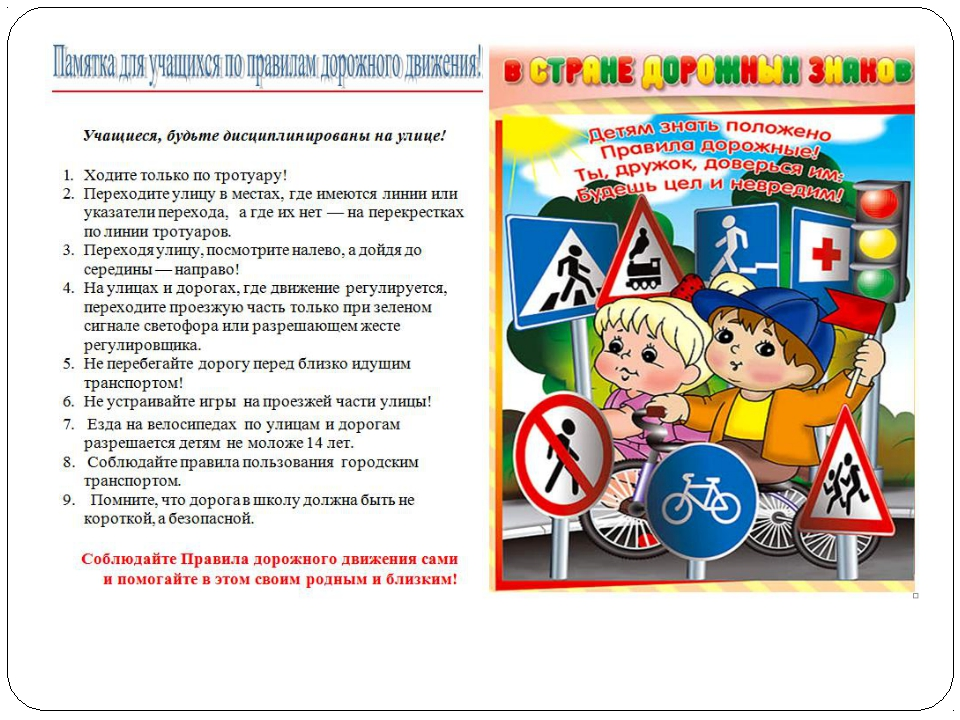 Памятка для учащихся по правилам дорожного движения!
Учащиеся, будьте дисциплинированы на улице!
1. Ходите только по тротуару!
2. Переходите улицу в местах, где имеются линии или
указатели перехода, а где их нет — на перекрестках
по линии тротуаров.
3. Переходя улицу, посмотрите налево, а дойдя до
середины — направо!
4. На улицах и дорогах, где движение регулируется,
переходите проезжую часть только при зеленом
сигнале светофора или разрешающем жесте
регулировщика.
5. Не перебегайте дорогу перед близко идущим
транспортом!
6. Не устраивайте игры на проезжей части улицы!
7. Езда на велосипедах по улицам и дорогам
разрешается детям не моложе 14 лет.
8. Соблюдайте правила пользования городским
транспортом.
9. Помните, что дорога в школу должна быть не
короткой, а безопасной.
Соблюдайте Правила дорожного движения сами
и помогайте в этом своим родным и близким!
В СТРАНЕ ДОРОЖНЫХ ЗНАКОВ
Детям знать положено
Правила дорожные!
Ты, дружок, доверься им:
Будешь цел и невредим!